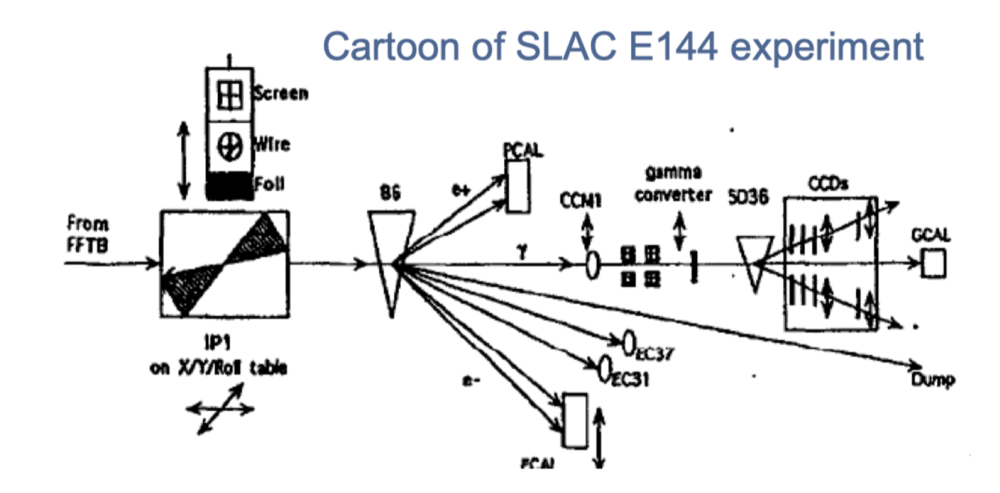 Cartoon of SLAC E144 experiment
Screen
Wire
Foil
From
FFTB
IP1
on X/Y/Roll table
B6
e+
PCAL
γ
CCM1
gamma
converter
5D36
CCDs
GCAL
EC37
EC31
e-
ECAL
Dump